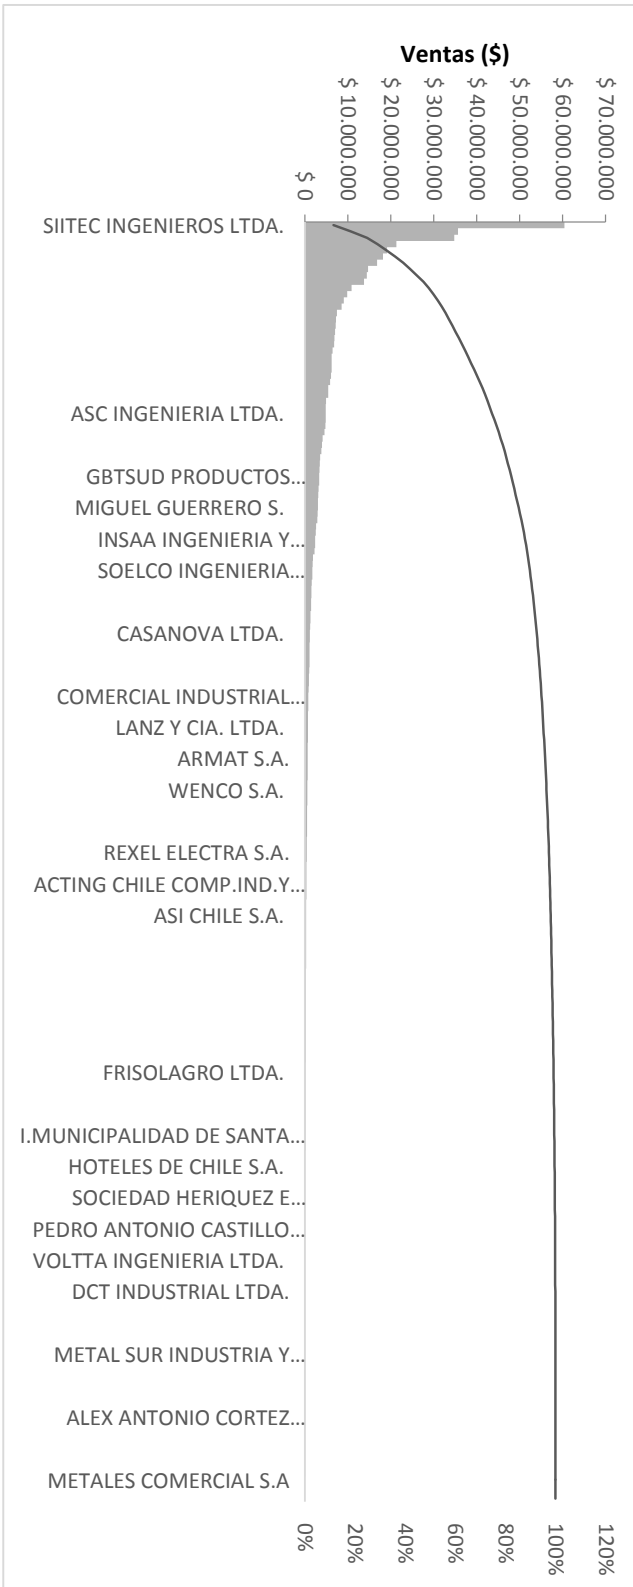 Ventas ($)
$ 0
$ 10.000.000
$ 20.000.000
$ 30.000.000
$ 40.000.000
$ 50.000.000
$ 60.000.000
$ 70.000.000
SIITEC INGENIEROS LTDA.
ASC INGENIERIA LTDA.
GBTSUD PRODUCTOS...
MIGUEL GUERRERO S.
INSAA INGENIERIA Y...
SOELCO INGENIERIA...
CASANOVA LTDA.
COMERCIAL INDUSTRIAL...
LANZ Y CIA. LTDA.
ARMAT S.A.
WENCO S.A.
REXEL ELECTRA S.A.
ACTING CHILE COMP.IND.Y...
ASI CHILE S.A.
FRISOLAGRO LTDA.
I.MUNICIPALIDAD DE SANTA...
HOTELES DE CHILE S.A.
SOCIEDAD HERIQUEZ E...
PEDRO ANTONIO CASTILLO...
VOLTTA INGENIERIA LTDA.
DCT INDUSTRIAL LTDA.
METAL SUR INDUSTRIA Y...
ALEX ANTONIO CORTEZ...
METALES COMERCIAL S.A
0%
20%
40%
60%
80%
100%
120%